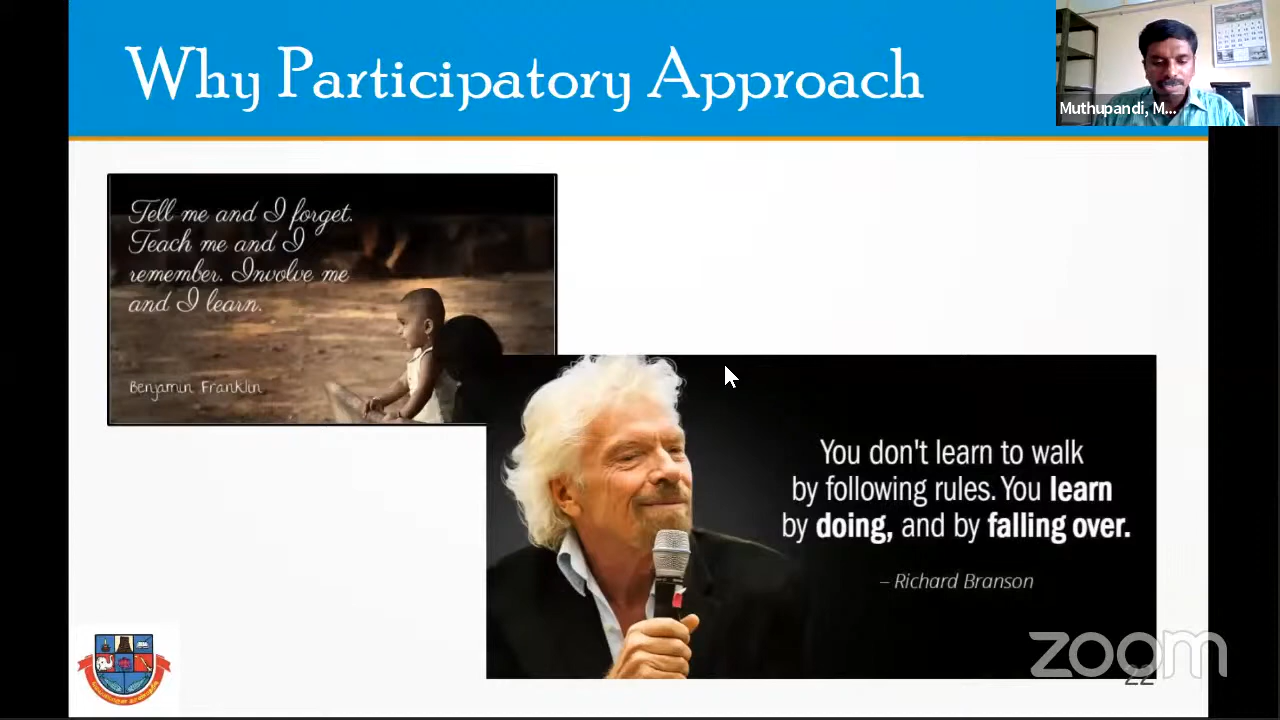 Why Participatory Approach
Muthupandi, M...
Tell me and I forget.
Teach me and I
remember. Involve me
and I learn.
Benjamin Franklin
You don't learn to walk
by following rules. You learn
by doing, and by falling over.
– Richard Branson
zoom
22